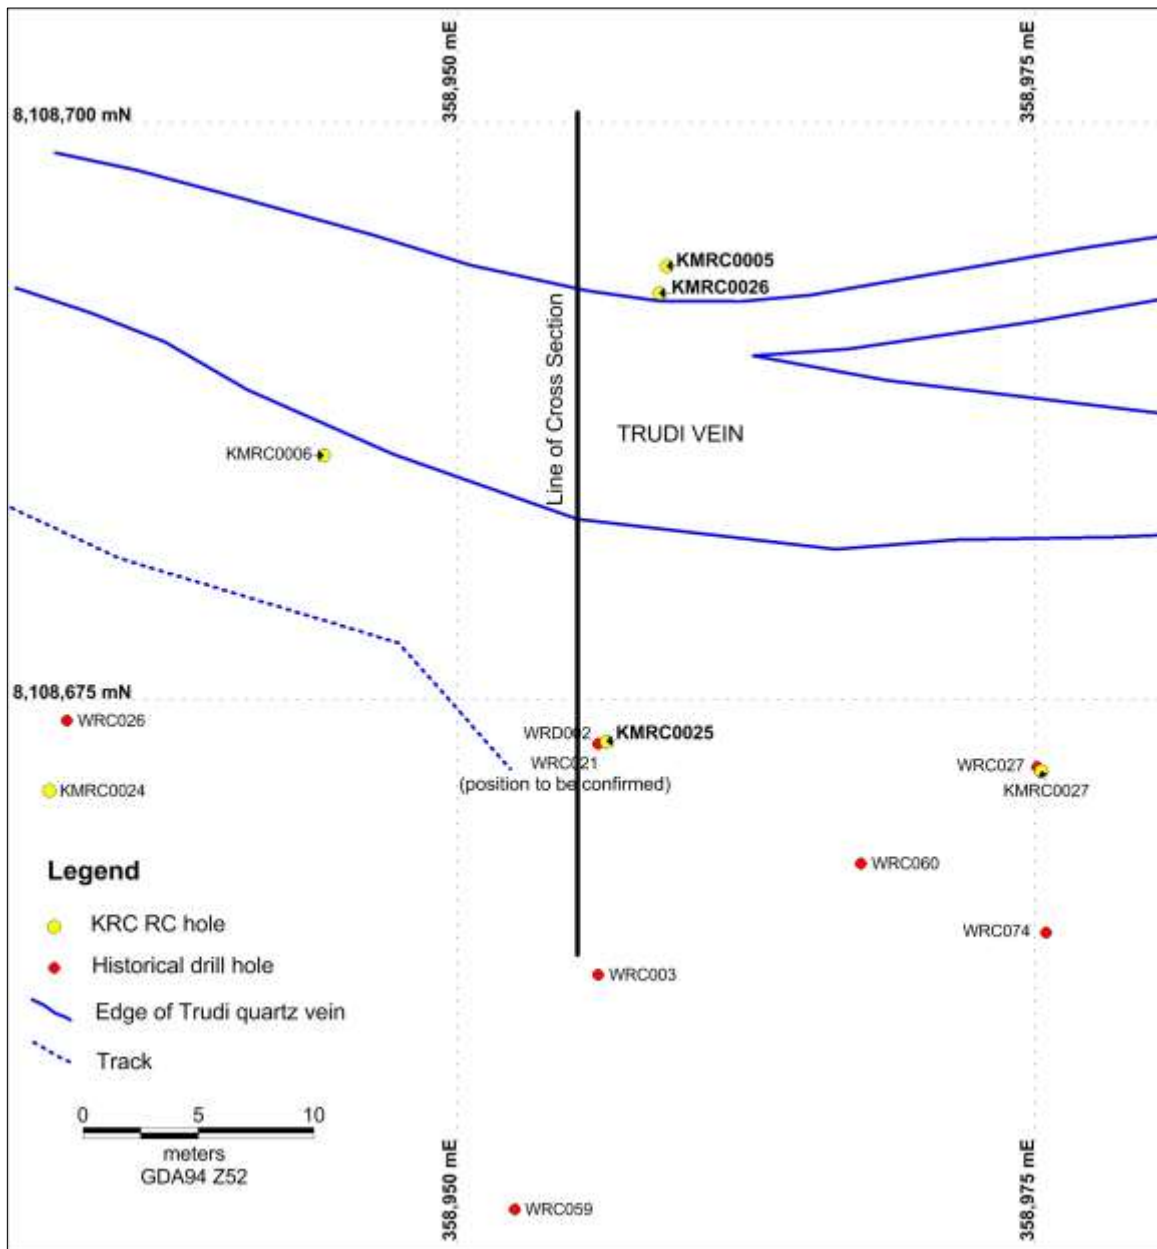 358,950 mE
358,975 mE
8,108,700 mN
KMRC0005
KMRC0026
Line of Cross Section
TRUDI VEIN
KMRC0006
8,108,675 mN
WRC026
WRD002
KMRC0025
WRC021
(position to be confirmed)
WRC027
KMRC0027
KMRC0024
WRC060
Legend
KRC RC hole
WRC074
Historical drill hole
WRC003
Edge of Trudi quartz vein
Track
0 5 10
meters
GDA94 Z52
358,950 mE
358,975 mE
WRC059